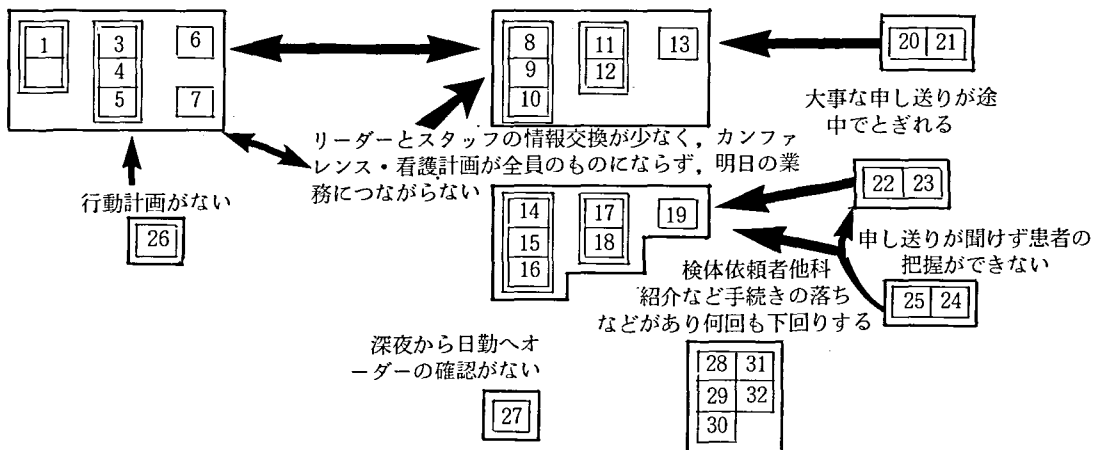 1 3 6
4
5 7
8 11 13
9 12
10
20 21
大事な申し送りが途
中でとぎれる
リーダーとスタッフの情報交換が少なく，カンファ
レンス・看護計画が全員のものにならず，明日の業
務につながらない
行動計画がない
26
14 17 19
15 18
16
22 23
申し送りが聞けず患者の
把握ができない
25 24
検体依頼者他科
紹介など手続きの落ち
などがあり何回も下回りする
28 31
29 32
30
深夜から日勤へオ
ーダーの確認がない
27